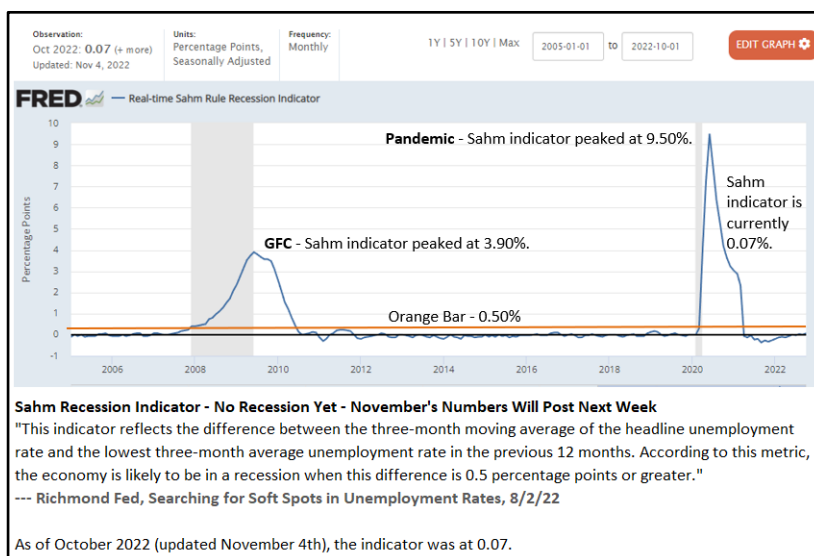 Observation:
Oct 2022: 0.07 (+ more)
Updated: Nov 4, 2022
Units:
Percentage Points,
Seasonally Adjusted
Frequency:
Monthly
1Y | 5Y | 10Y | Max
2005-01-01 to 2022-10-01
EDIT GRAPH
FRED — Real-time Sahm Rule Recession Indicator
Percentage Points
10
9
8
7
6
5
4
3
2
1
0
-1
Pandemic - Sahm indicator peaked at 9.50%.
Sahm
indicator is
currently
0.07%.
GFC - Sahm indicator peaked at 3.90%.
Orange Bar - 0.50%
2006 2008 2010 2012 2014 2016 2018 2020 2022
Sahm Recession Indicator - No Recession Yet - November's Numbers Will Post Next Week
"This indicator reflects the difference between the three-month moving average of the headline unemployment
rate and the lowest three-month average unemployment rate in the previous 12 months. According to this metric,
the economy is likely to be in a recession when this difference is 0.5 percentage points or greater."
--- Richmond Fed, Searching for Soft Spots in Unemployment Rates, 8/2/22
As of October 2022 (updated November 4th), the indicator was at 0.07.